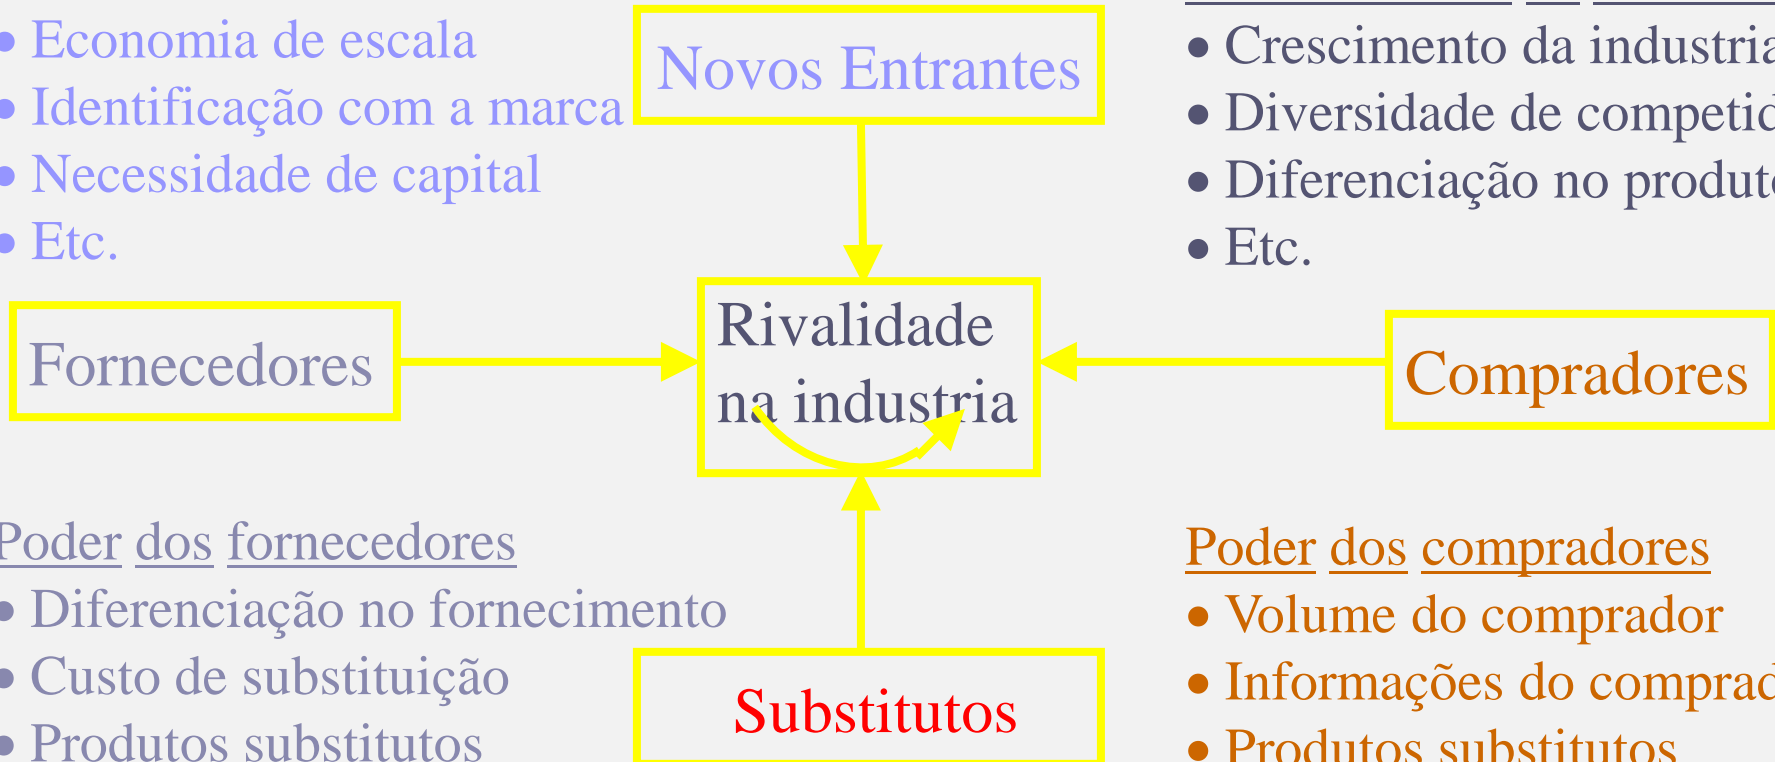 • Economia de escala
• Identificação com a marca
• Necessidade de capital
• Etc.
Novos Entrantes
• Crescimento da industria
• Diversidade de competid
• Diferenciação no produto
• Etc.
Fornecedores
Rivalidade
na industria
Compradores
Poder dos fornecedores
• Diferenciação no fornecimento
• Custo de substituição
• Produtos substitutos
Substitutos
Poder dos compradores
• Volume do comprador
• Informações do comprad
• Produtos substitutos